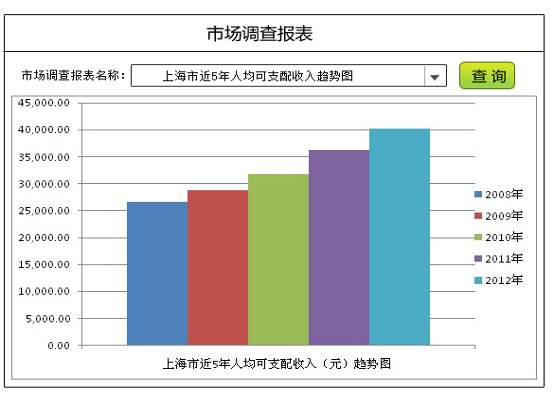 市场调查报表
市场调查报表名称： 上海市近5年人均可支配收入趋势图 查 询
45,000.00
40,000.00
35,000.00
30,000.00
25,000.00
20,000.00
15,000.00
10,000.00
5,000.00
0.00
2008年
2009年
2010年
2011年
2012年
上海市近5年人均可支配收入（元）趋势图